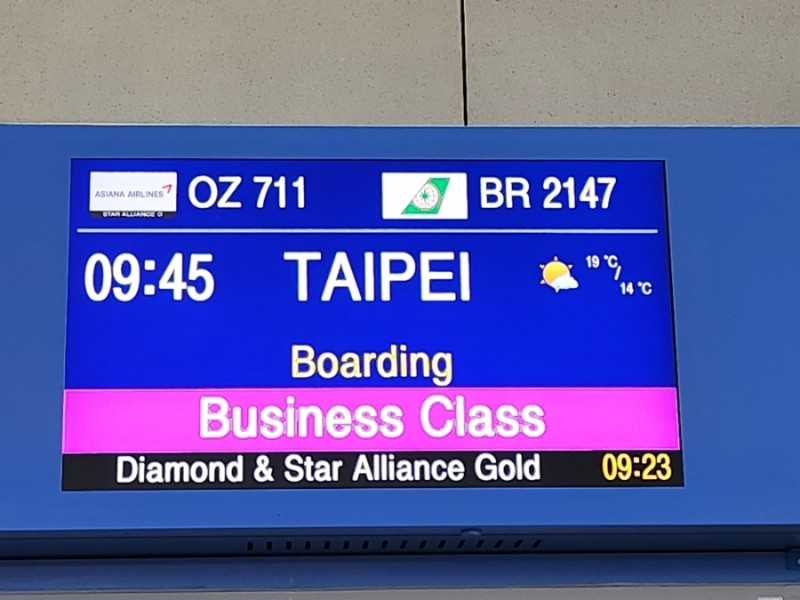 ASIANA AIRLINES OZ 711 BR 2147
STAR ALLIANCE
09:45 TAIPEI 19 °C/14 °C
Boarding
Business Class
Diamond & Star Alliance Gold 09:23